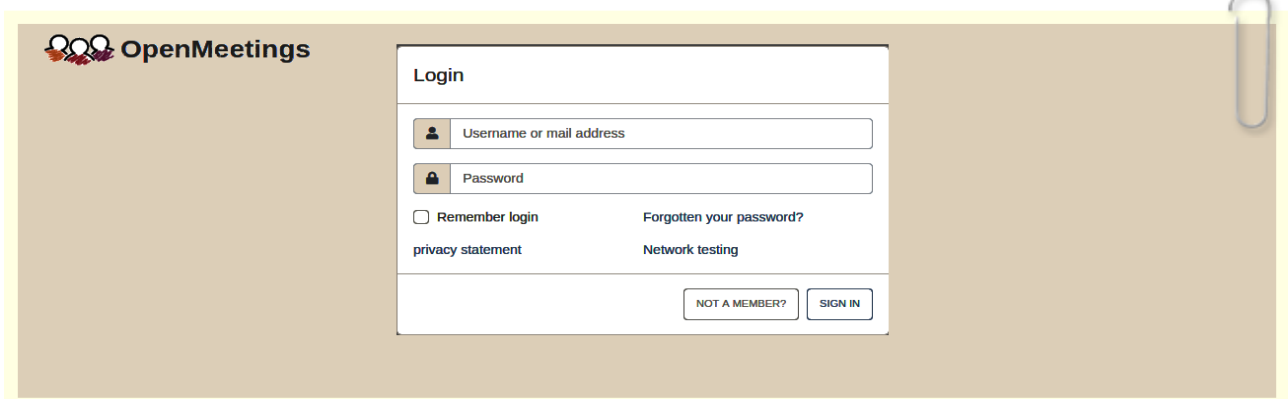 OpenMeetings
Login
Username or mail address
Password
Remember login Forgotten your password?
privacy statement Network testing
NOT A MEMBER? SIGN IN